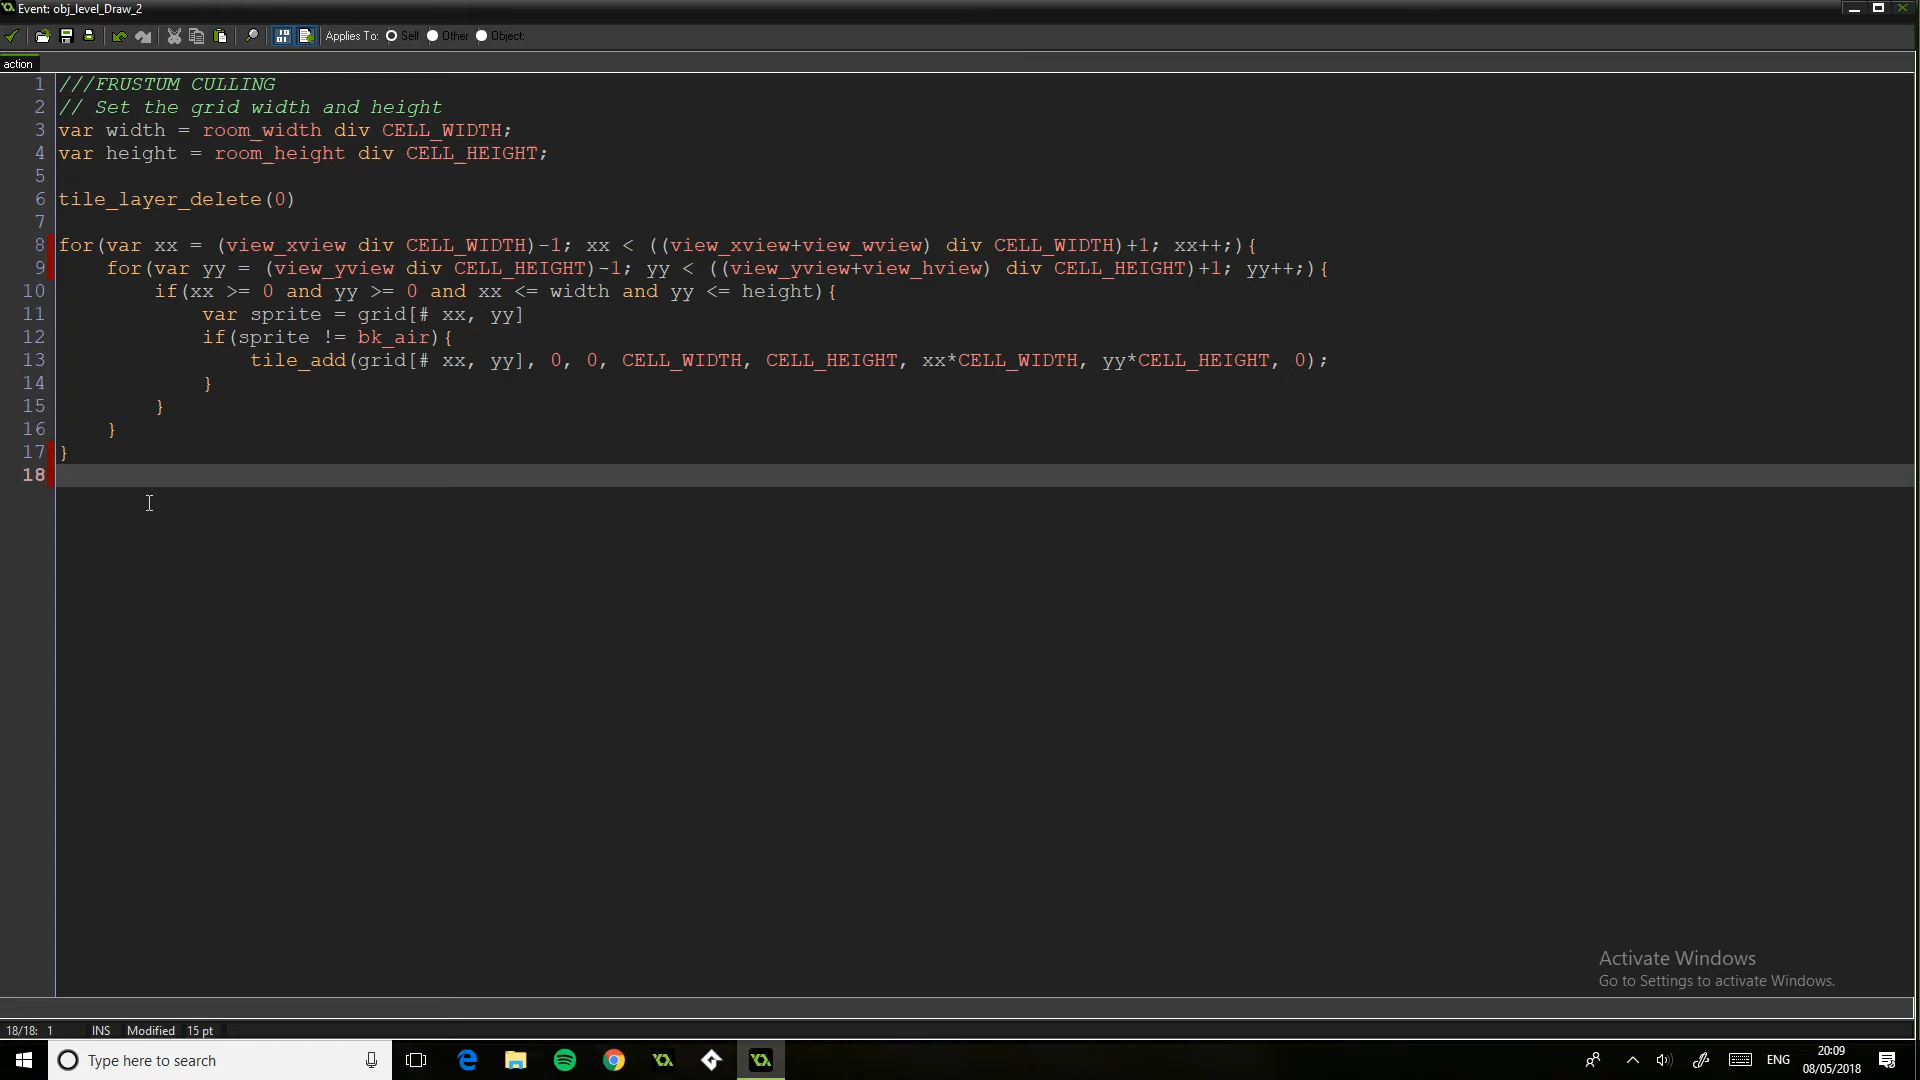 Event: obj_level_Draw_2
Applies To: Self Other Object:
action
1 ///FRUSTUM CULLING
2 // Set the grid width and height
3 var width = room_width div CELL_WIDTH;
4 var height = room_height div CELL_HEIGHT;
5
6 tile_layer_delete(0)
7
8 for(var xx = (view_xview div CELL_WIDTH)-1; xx < ((view_xview+view_wview) div CELL_WIDTH)+1; xx++;){
9 for(var yy = (view_yview div CELL_HEIGHT)-1; yy < ((view_yview+view_hview) div CELL_HEIGHT)+1; yy++;){
10 if(xx >= 0 and yy >= 0 and xx <= width and yy <= height){
11 var sprite = grid[# xx, yy]
12 if(sprite != bk_air){
13 tile_add(grid[# xx, yy], 0, 0, CELL_WIDTH, CELL_HEIGHT, xx*CELL_WIDTH, yy*CELL_HEIGHT, 0);
14 }
15 }
16 }
17 }
18
Activate Windows
Go to Settings to activate Windows.
18/18: 1 INS Modified 15 pt
Type here to search
ENG
20:09
08/05/2018